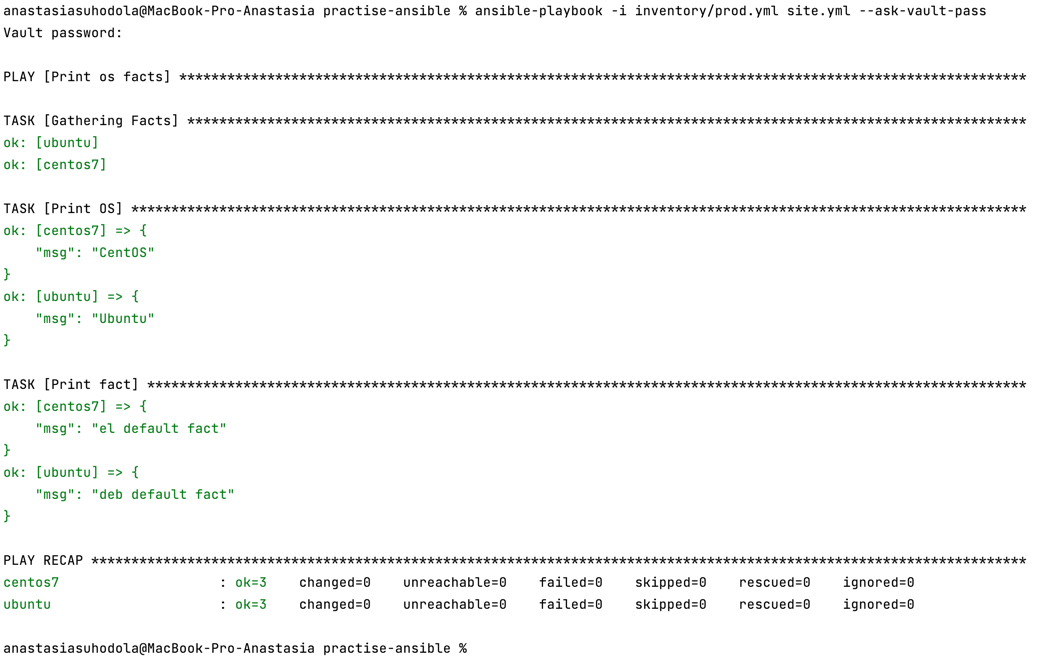 anastasiasuhodola@MacBook-Pro-Anastasia practise-ansible % ansible-playbook -i inventory/prod.yml site.yml --ask-vault-pass
Vault password:
PLAY [Print os facts] **********************************************************************************************************
TASK [Gathering Facts] *********************************************************************************************************
ok: [ubuntu]
ok: [centos7]
TASK [Print OS] ****************************************************************************************************************
ok: [centos7] => {
    "msg": "CentOS"
}
ok: [ubuntu] => {
    "msg": "Ubuntu"
}
TASK [Print fact] **************************************************************************************************************
ok: [centos7] => {
    "msg": "el default fact"
}
ok: [ubuntu] => {
    "msg": "deb default fact"
}
PLAY RECAP *********************************************************************************************************************
centos7                    : ok=3    changed=0    unreachable=0    failed=0    skipped=0    rescued=0    ignored=0
ubuntu                     : ok=3    changed=0    unreachable=0    failed=0    skipped=0    rescued=0    ignored=0
anastasiasuhodola@MacBook-Pro-Anastasia practise-ansible %